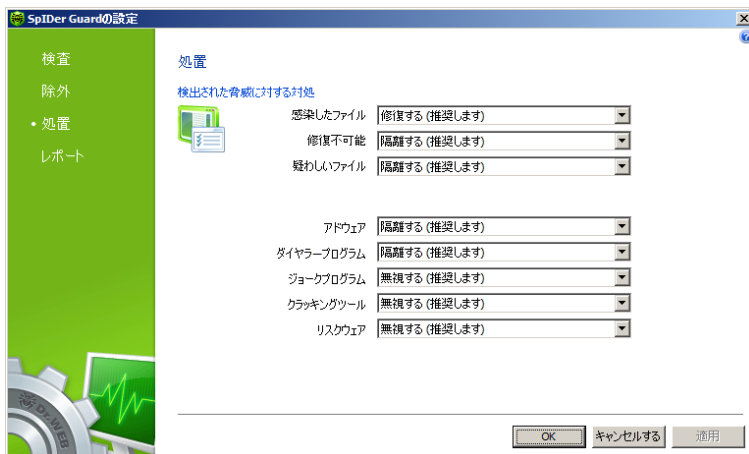 SpIDer Guardの設定
検査
除外
• 処置
レポート
処置
検出された脅威に対する対処
感染したファイル 修復する (推奨します)
修復不可能 隔離する (推奨します)
疑わしいファイル 隔離する (推奨します)
アドウェア 隔離する (推奨します)
ダイヤラープログラム 隔離する (推奨します)
ジョークプログラム 無視する (推奨します)
クラッキングツール 無視する (推奨します)
リスクウェア 無視する (推奨します)
Dr.WEB
OK キャンセルする 適用